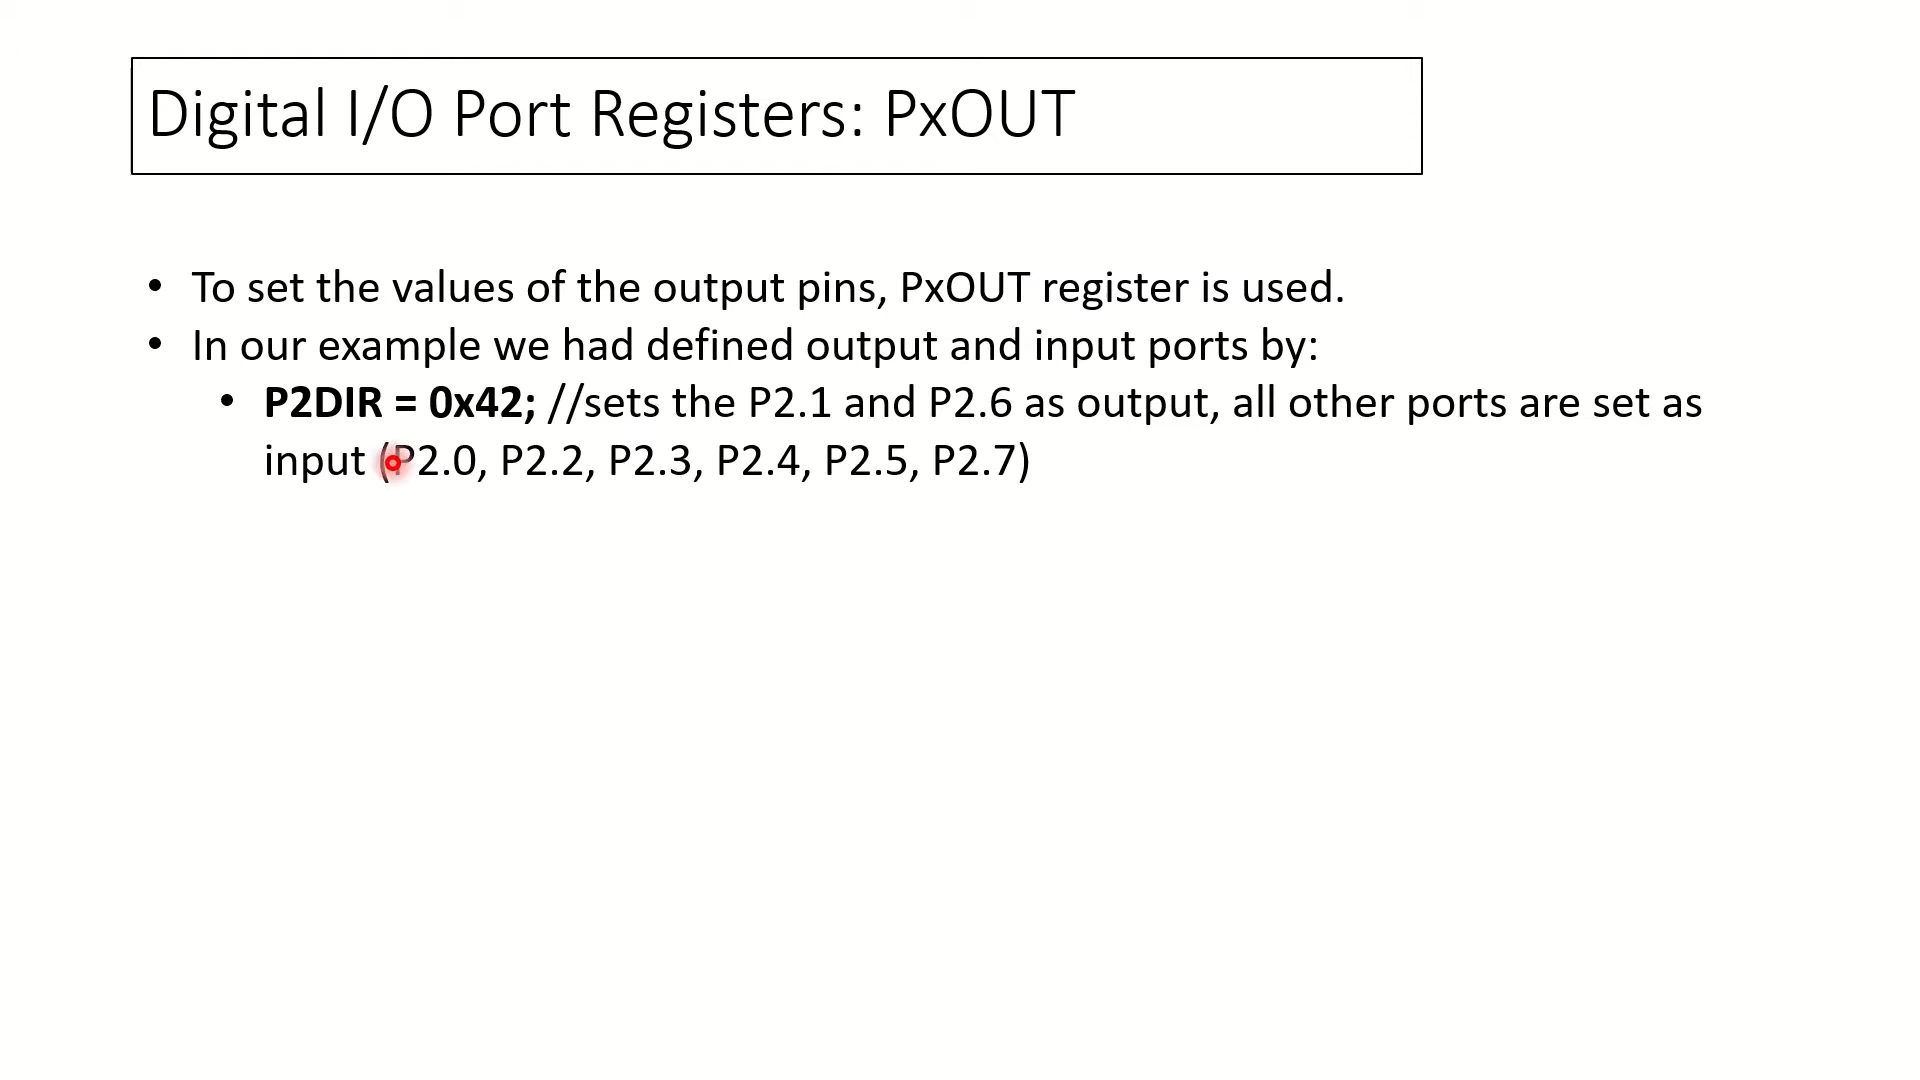 Digital I/O Port Registers: PxOUT
• To set the values of the output pins, PxOUT register is used.
• In our example we had defined output and input ports by:
• P2DIR = 0x42; //sets the P2.1 and P2.6 as output, all other ports are set as
input (P2.0, P2.2, P2.3, P2.4, P2.5, P2.7)